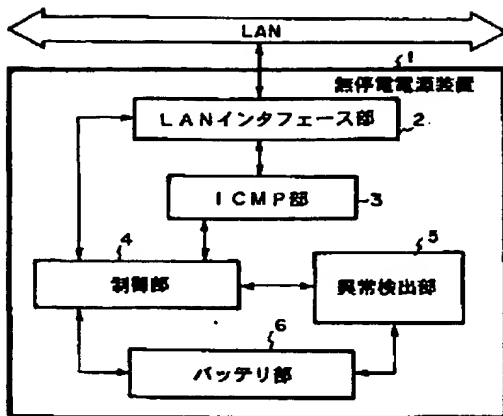 LAN
1
無停電電源装置
LANインタフェース部
2
ICMP部
3
4
制御部
5
異常検出部
6
バッテリ部